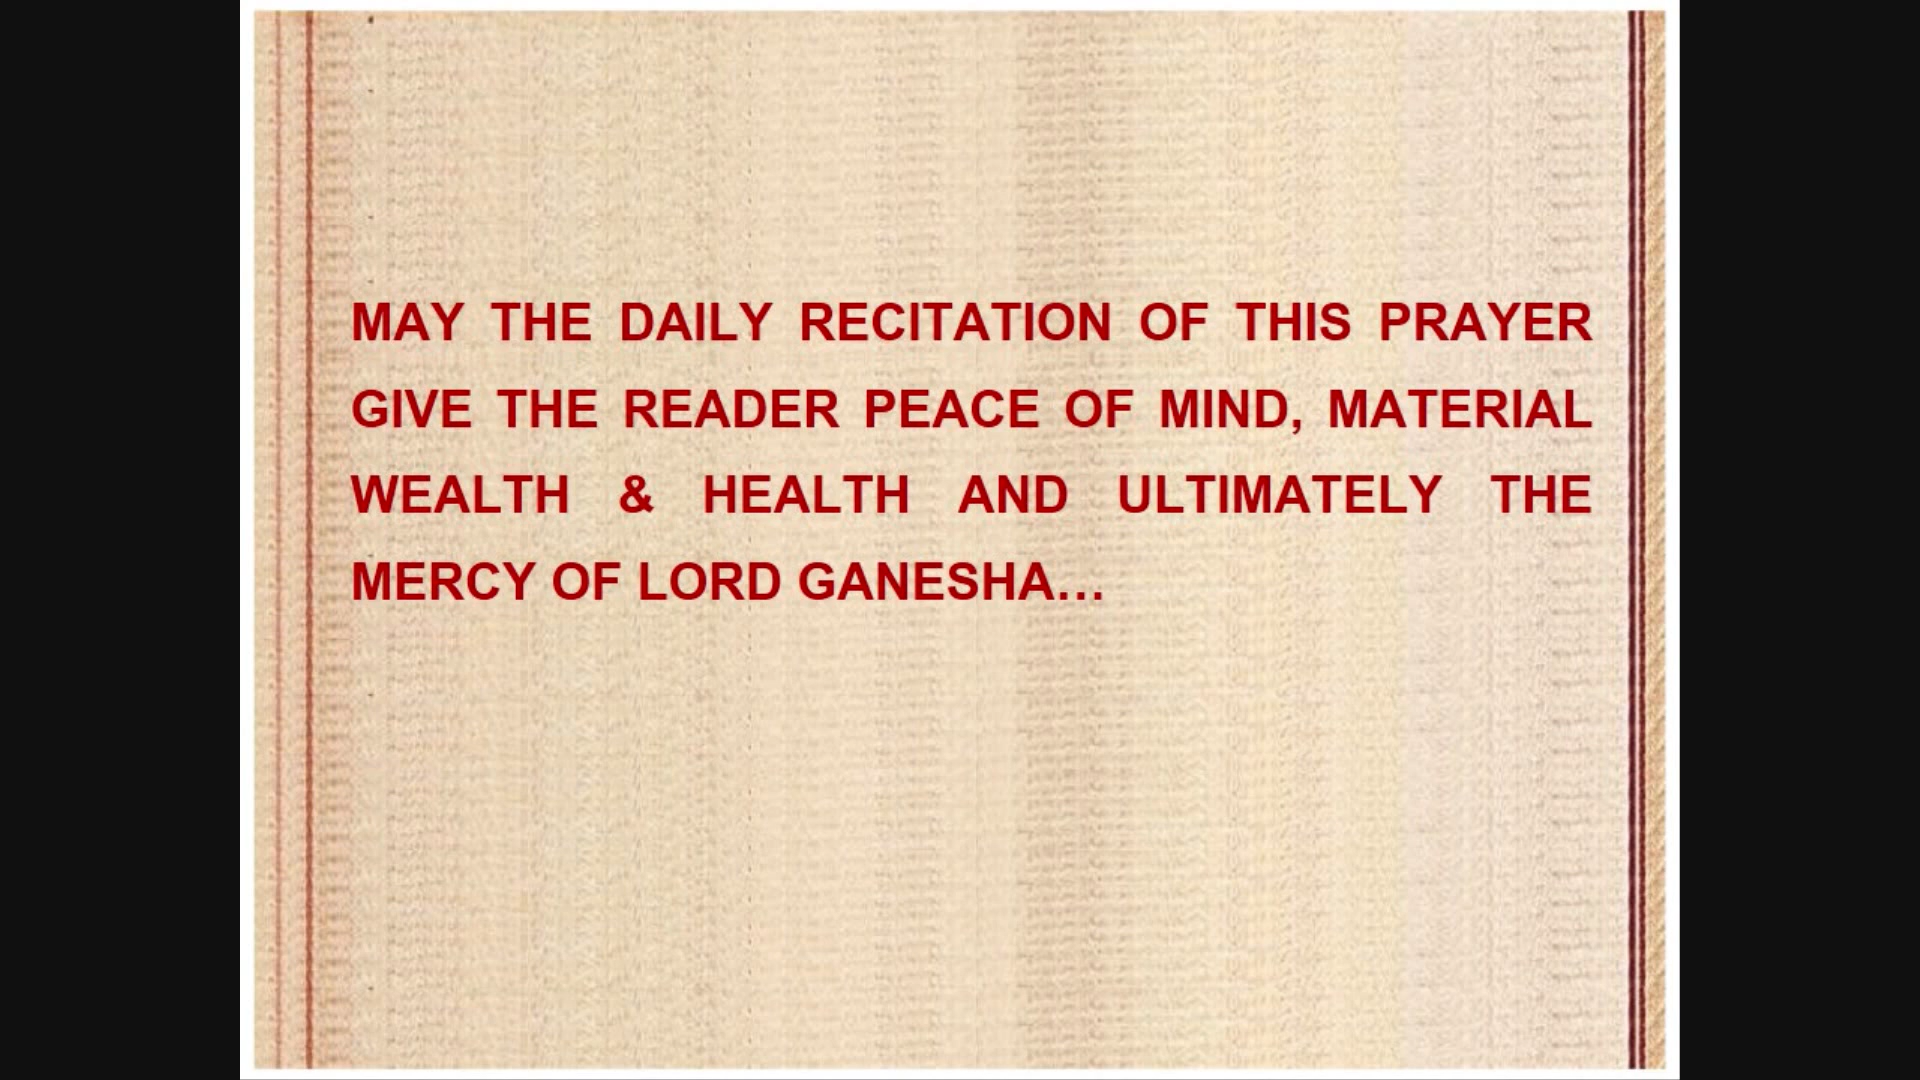 MAY THE DAILY RECITATION OF THIS PRAYER
GIVE THE READER PEACE OF MIND, MATERIAL
WEALTH & HEALTH AND ULTIMATELY THE
MERCY OF LORD GANESHA…